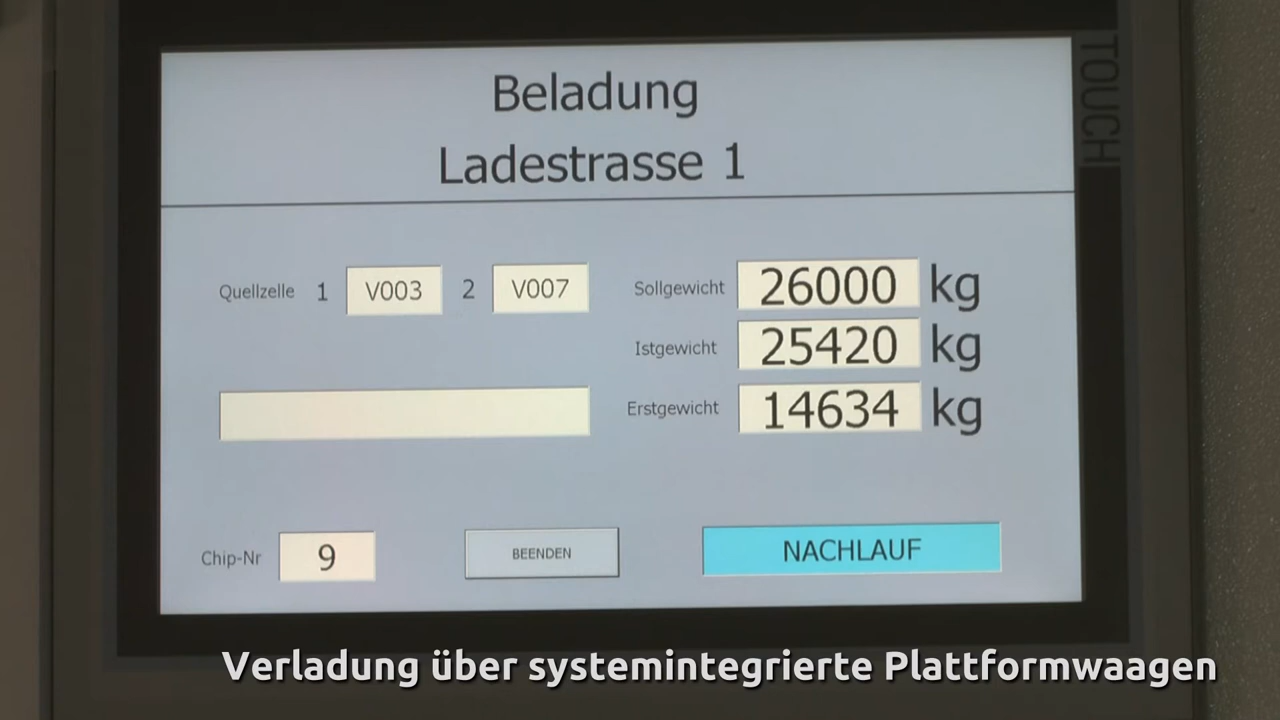 TOUCH
Beladung
Ladestrasse 1
Quellzelle 1 V003 2 V007
Sollgewicht 26000 kg
Istgewicht 25420 kg
Erstgewicht 14634 kg
Chip-Nr 9
BEENDEN
NACHLAUF
Verladung über systemintegrierte Plattformwaagen